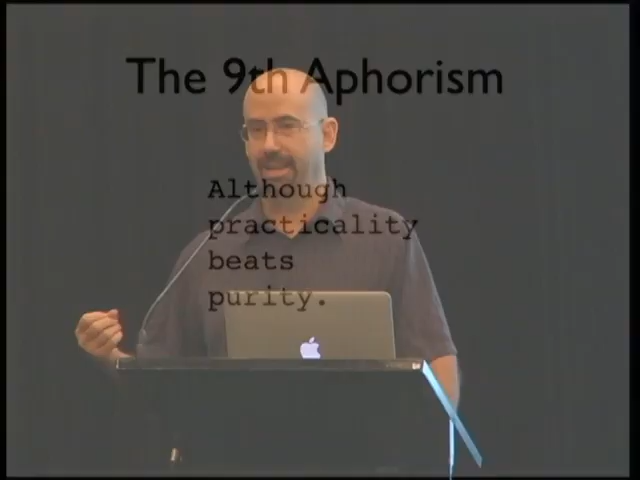 The 9th Aphorism
Although
practicality
beats
purity.